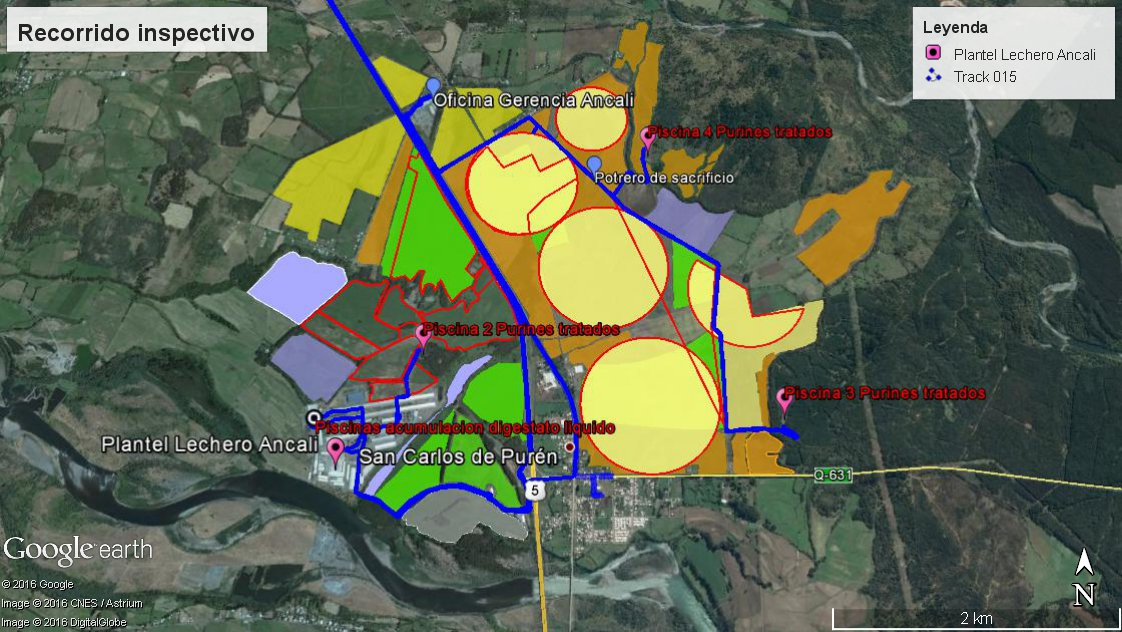 Recorrido inspectivo
Leyenda
Plantel Lechero Ancali
Track 015
Oficina Gerencia Ancali
Piscina 4 Purines tratados
Potrero de sacrificio
Piscina 2 Purines tratados
Piscina 3 Purines tratados
Piscinas acumulacion digestato liquido
Plantel Lechero Ancali
San Carlos de Purén
Q-631
5
Google earth
© 2016 Google
Image © 2016 CNES / Astrium
Image © 2016 DigitalGlobe
N
2 km